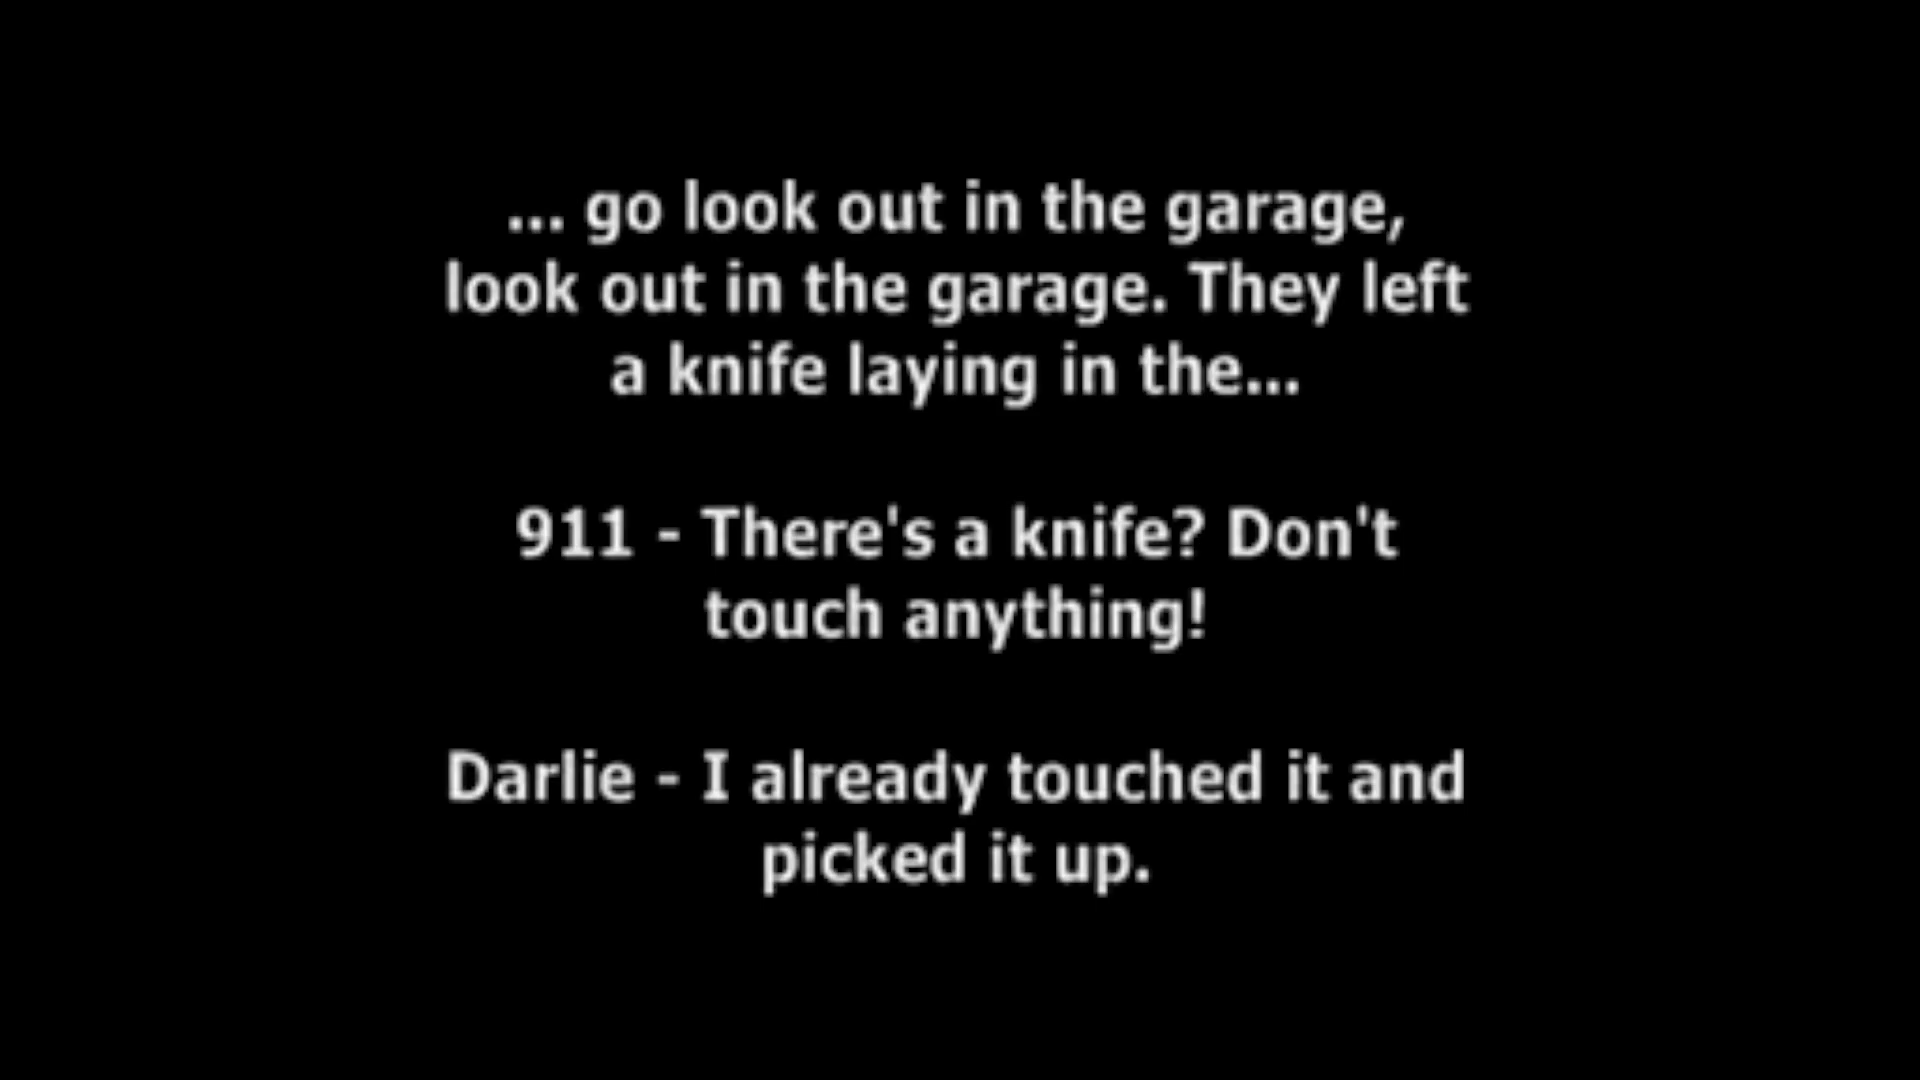 ... go look out in the garage,
look out in the garage. They left
a knife laying in the...
911 - There's a knife? Don't
touch anything!
Darlie - I already touched it and
picked it up.